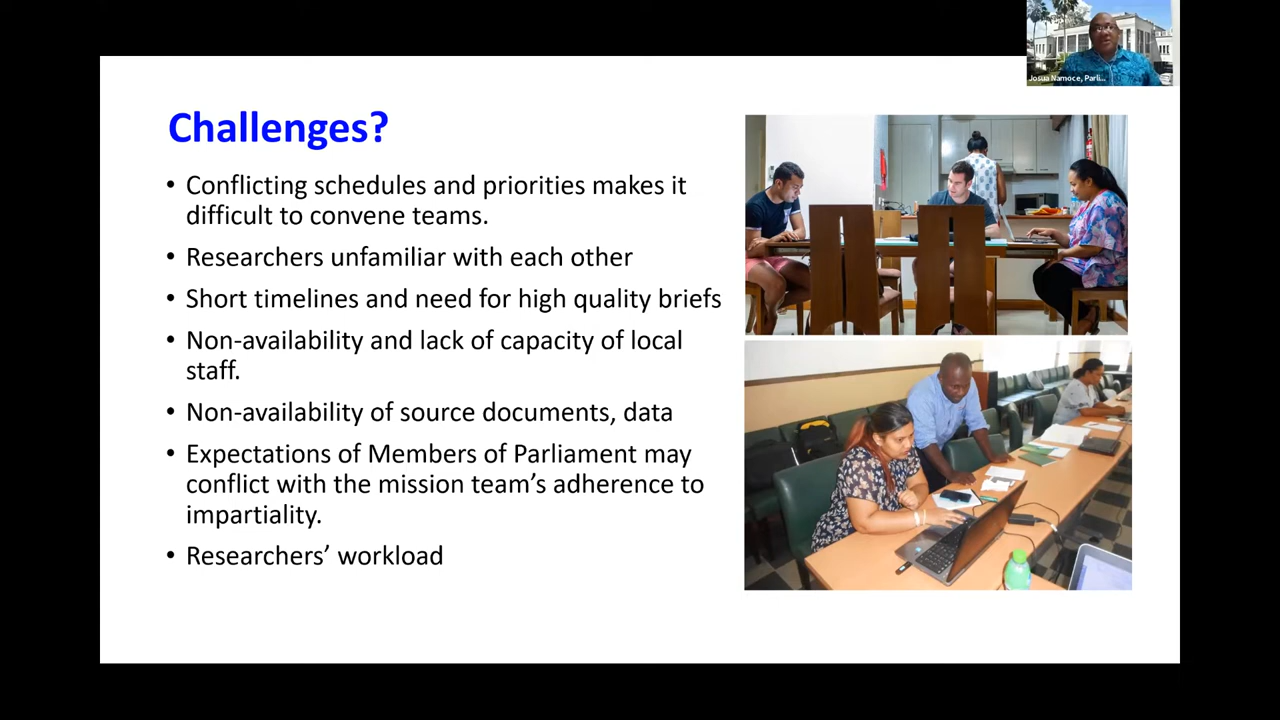 Josua Namoce, Parli...
Challenges?
• Conflicting schedules and priorities makes it
difficult to convene teams.
• Researchers unfamiliar with each other
• Short timelines and need for high quality briefs
• Non-availability and lack of capacity of local
staff.
• Non-availability of source documents, data
• Expectations of Members of Parliament may
conflict with the mission team’s adherence to
impartiality.
• Researchers’ workload